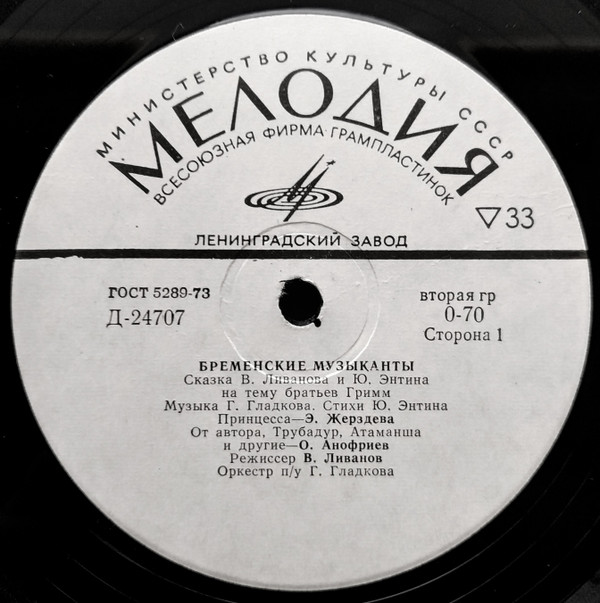 МИНИСТЕРСТВО КУЛЬТУРЫ СССР
МЕЛОДИЯ
ВСЕСОЮЗНАЯ ФИРМА·ГРАМПЛАСТИНОК
▽33
ЛЕНИНГРАДСКИЙ ЗАВОД
ГОСТ 5289-73
Д-24707
вторая гр
0-70
Сторона 1
БРЕМЕНСКИЕ МУЗЫКАНТЫ
Сказка В. Ливанова и Ю. Энтина
на тему братьев Гримм
Музыка Г. Гладкова. Стихи Ю. Энтина
Принцесса—Э. Жерздева
От автора, Трубадур, Атаманша
и другие—О. Анофриев
Режиссер В. Ливанов
Оркестр п/у Г. Гладкова